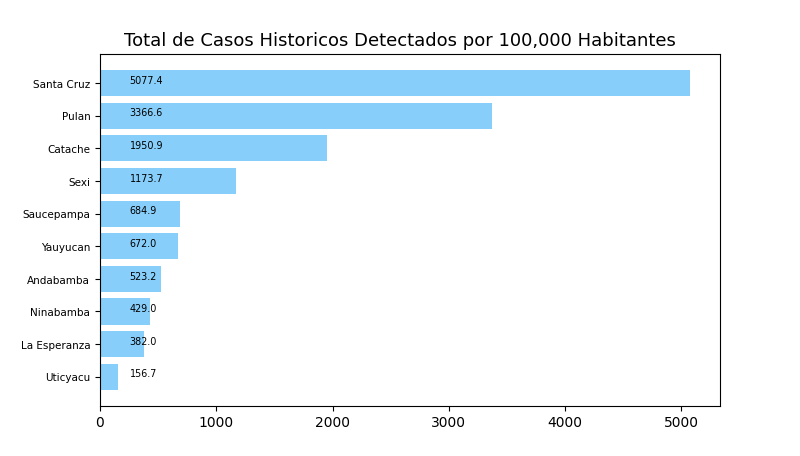 Total de Casos Historicos Detectados por 100,000 Habitantes
Santa Cruz 5077.4
Pulan 3366.6
Catache 1950.9
Sexi 1173.7
Saucepampa 684.9
Yauyucan 672.0
Andabamba 523.2
Ninabamba 429.0
La Esperanza 382.0
Uticyacu 156.7
0 1000 2000 3000 4000 5000